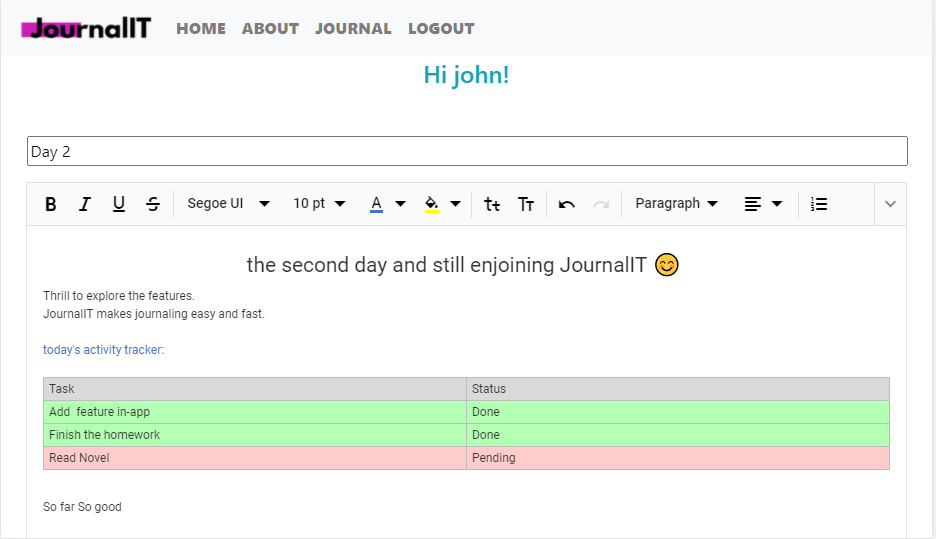 JournalIT HOME ABOUT JOURNAL LOGOUT
Hi john!
Day 2
B I U S Segoe UI 10 pt A Tt TT Paragraph
the second day and still enjoining JournalIT 😊
Thrill to explore the features.
JournalIT makes journaling easy and fast.
today's activity tracker:
Task Status
Add  feature in-app Done
Finish the homework Done
Read Novel Pending
So far So good